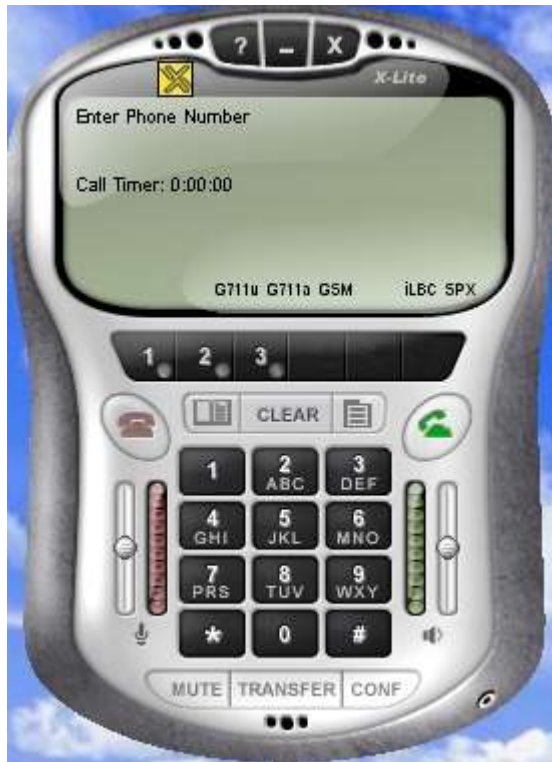 ? – X
X-Lite
Enter Phone Number
Call Timer: 0:00:00
G711u G711a GSM iLBC SPX
1 2 3
CLEAR
1 2 3
ABC DEF
4 5 6
GHI JKL MNO
7 8 9
PRS TUV WXY
* 0 #
MUTE TRANSFER CONF